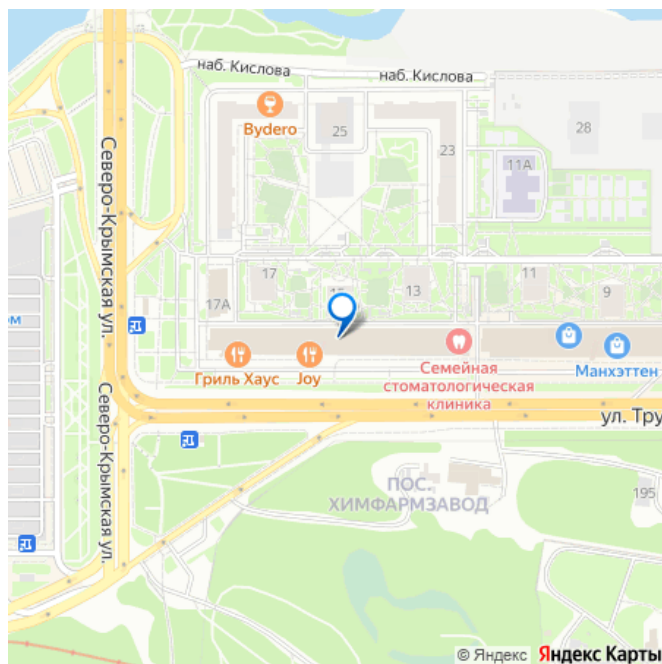 наб. Кислова
наб. Кислова
Bydero
25
28
23
11А
Северо-Крымская ул.
17
13
11
17А
9
ом
Гриль Хаус
Joy
Семейная
стоматологическая
клиника
Манхэттен
ул. Тру
Северо-Крымская ул.
ПОС.
ХИМФАРМЗАВОД
195
© Яндекс Яндекс Карты